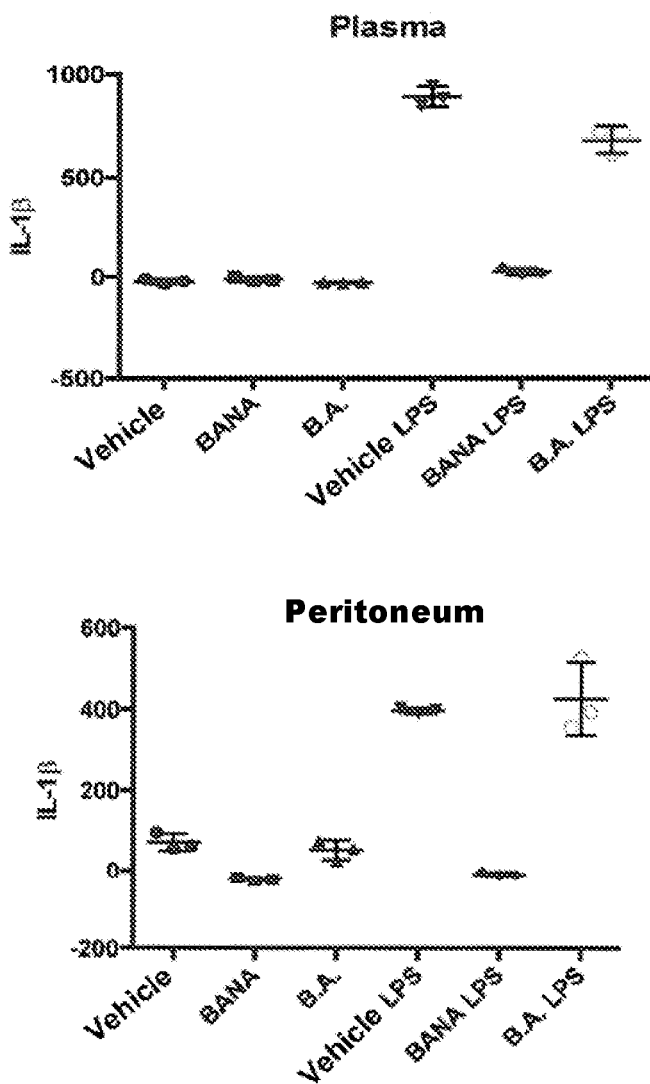 Plasma
IL-1β
1000
500
0
-500
Vehicle
BANA
B.A.
Vehicle LPS
BANA LPS
B.A. LPS
Peritoneum
IL-1β
600
400
200
0
-200
Vehicle
BANA
B.A.
Vehicle LPS
BANA LPS
B.A. LPS